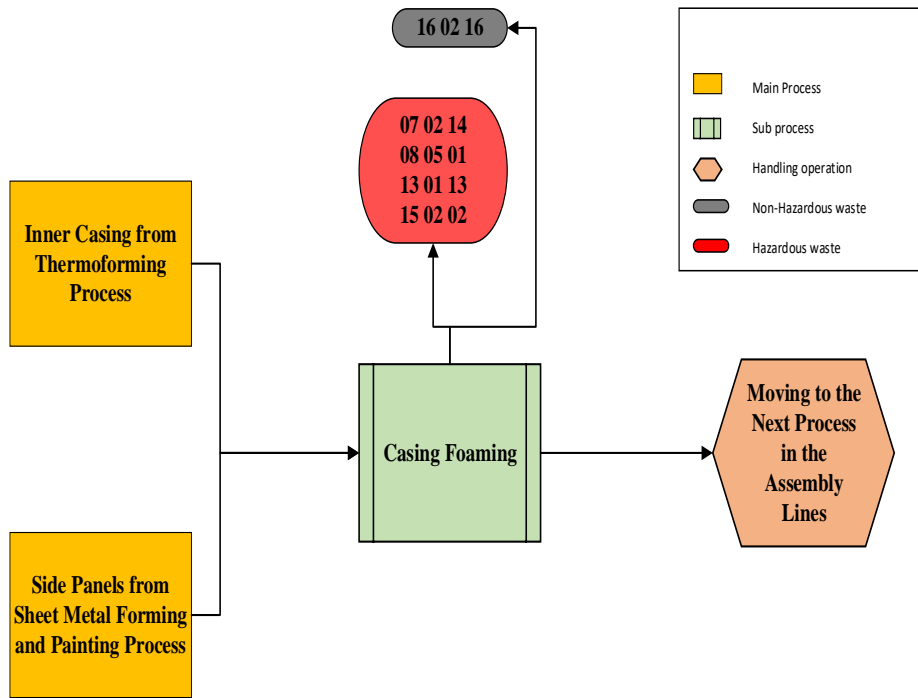 16 02 16
07 02 14
08 05 01
13 01 13
15 02 02
Inner Casing from
Thermoforming
Process
Side Panels from
Sheet Metal Forming
and Painting Process
Casing Foaming
Moving to the
Next Process
in the
Assembly
Lines
Main Process
Sub process
Handling operation
Non-Hazardous waste
Hazardous waste